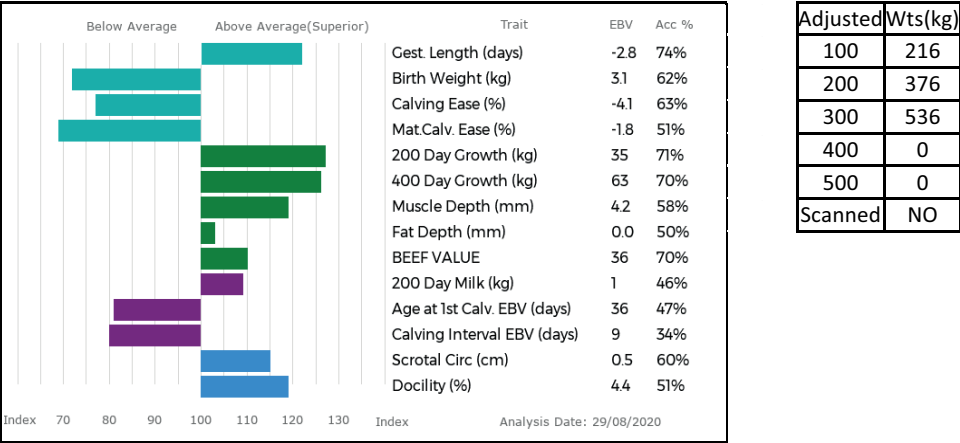 Below Average Above Average(Superior) Trait EBV Acc %
Gest. Length (days) -2.8 74%
Birth Weight (kg) 3.1 62%
Calving Ease (%) -4.1 63%
Mat.Calv. Ease (%) -1.8 51%
200 Day Growth (kg) 35 71%
400 Day Growth (kg) 63 70%
Muscle Depth (mm) 4.2 58%
Fat Depth (mm) 0.0 50%
BEEF VALUE 36 70%
200 Day Milk (kg) 1 46%
Age at 1st Calv. EBV (days) 36 47%
Calving Interval EBV (days) 9 34%
Scrotal Circ (cm) 0.5 60%
Docility (%) 4.4 51%
Index 70 80 90 100 110 120 130 Index Analysis Date: 29/08/2020
Adjusted Wts(kg)
100 216
200 376
300 536
400 0
500 0
Scanned NO